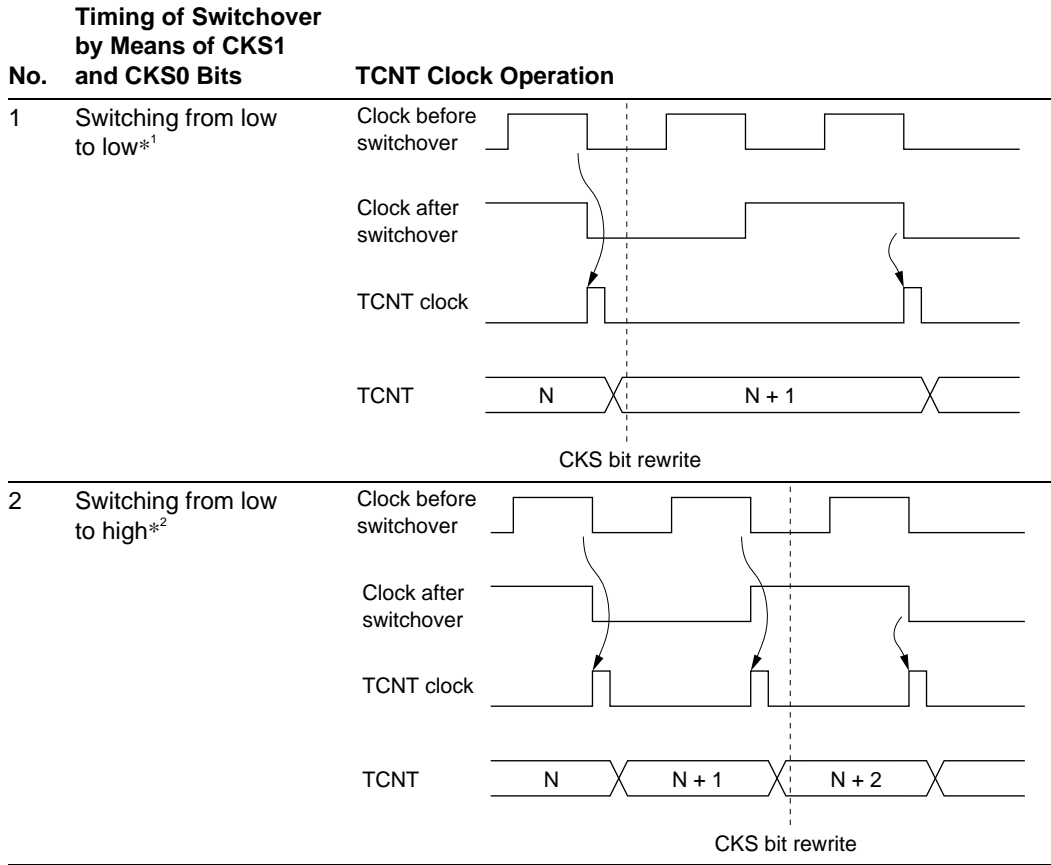 Timing of Switchover
by Means of CKS1
No. and CKS0 Bits TCNT Clock Operation
1 Switching from low
to low*1
Clock before
switchover
Clock after
switchover
TCNT clock
TCNT N N + 1
CKS bit rewrite
2 Switching from low
to high*2
Clock before
switchover
Clock after
switchover
TCNT clock
TCNT N N + 1 N + 2
CKS bit rewrite